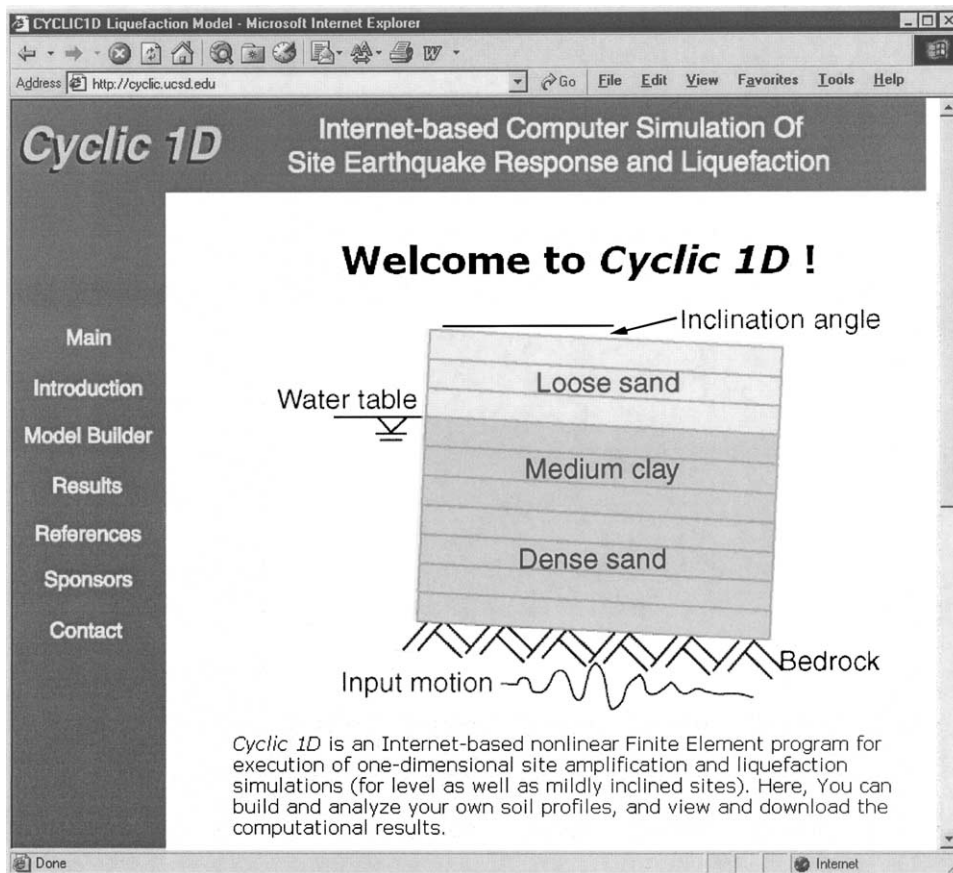 CYCLIC1D Liquefaction Model - Microsoft Internet Explorer
Address http://cyclic.ucsd.edu Go File Edit View Favorites Tools Help
Cyclic 1D
Internet-based Computer Simulation Of
Site Earthquake Response and Liquefaction
Main
Introduction
Model Builder
Results
References
Sponsors
Contact
Welcome to Cyclic 1D !
Inclination angle
Loose sand
Water table
Medium clay
Dense sand
Bedrock
Input motion
Cyclic 1D is an Internet-based nonlinear Finite Element program for
execution of one-dimensional site amplification and liquefaction
simulations (for level as well as mildly inclined sites). Here, You can
build and analyze your own soil profiles, and view and download the
computational results.
Done
Internet